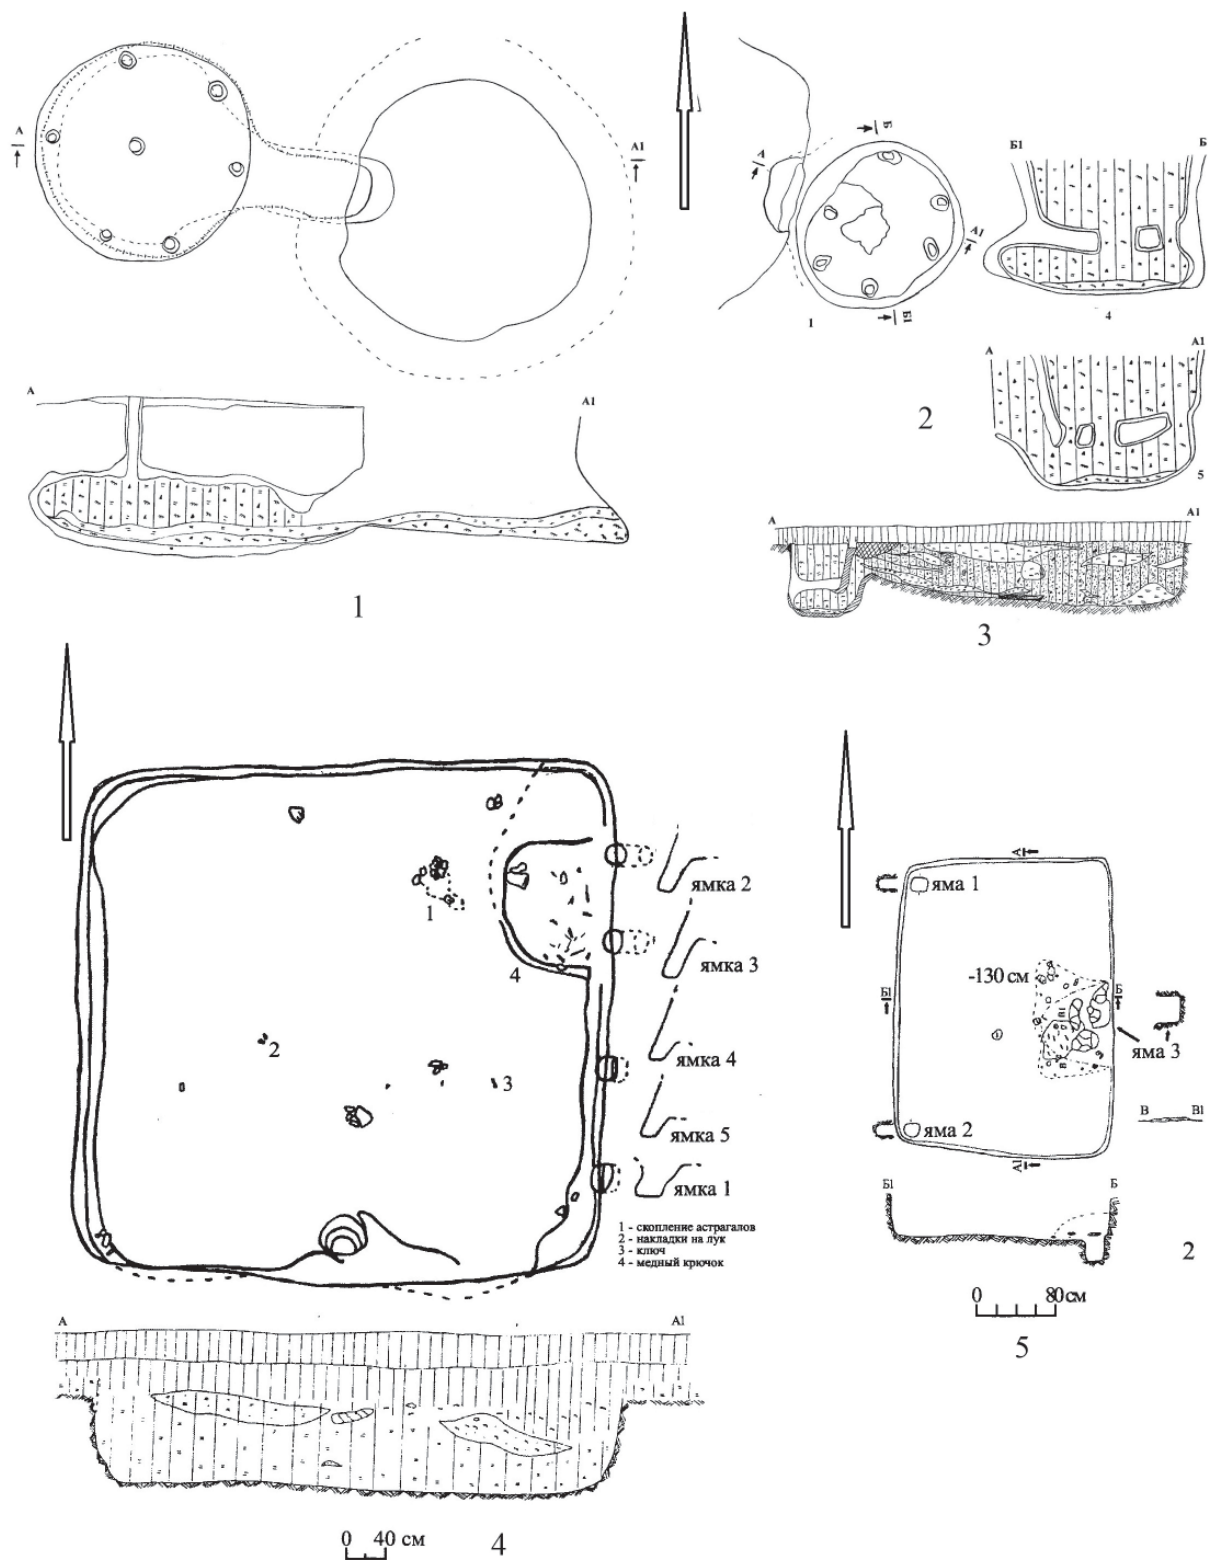 А
А1
А
А1
1
Б
А
А1
Б1
1
Б1
Б
4
А
А1
5
2
А
А1
3
1
4
2
3
ямка 2
ямка 3
ямка 4
ямка 5
ямка 1
1 - скопление астрагалов
2 - накладки на лук
3 - ключ
4 - медный крючок
А
А1
0 40 см
4
А
яма 1
-130 см
Б1
Б
В1
В
яма 3
яма 2
А1
В В1
Б1
Б
2
0 80 см
5